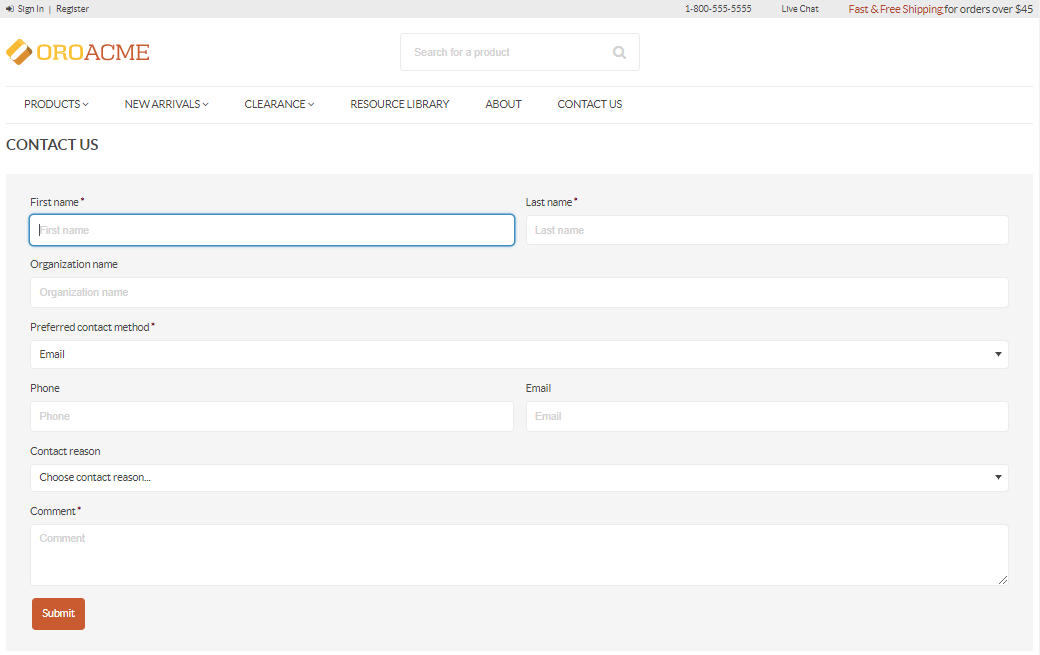 Sign In | Register 1-800-555-5555 Live Chat Fast & Free Shipping for orders over $45
OROACME Search for a product
PRODUCTS NEW ARRIVALS CLEARANCE RESOURCE LIBRARY ABOUT CONTACT US
CONTACT US
First name * Last name *
First name Last name
Organization name
Organization name
Preferred contact method *
Email
Phone Email
Phone Email
Contact reason
Choose contact reason...
Comment *
Comment
Submit